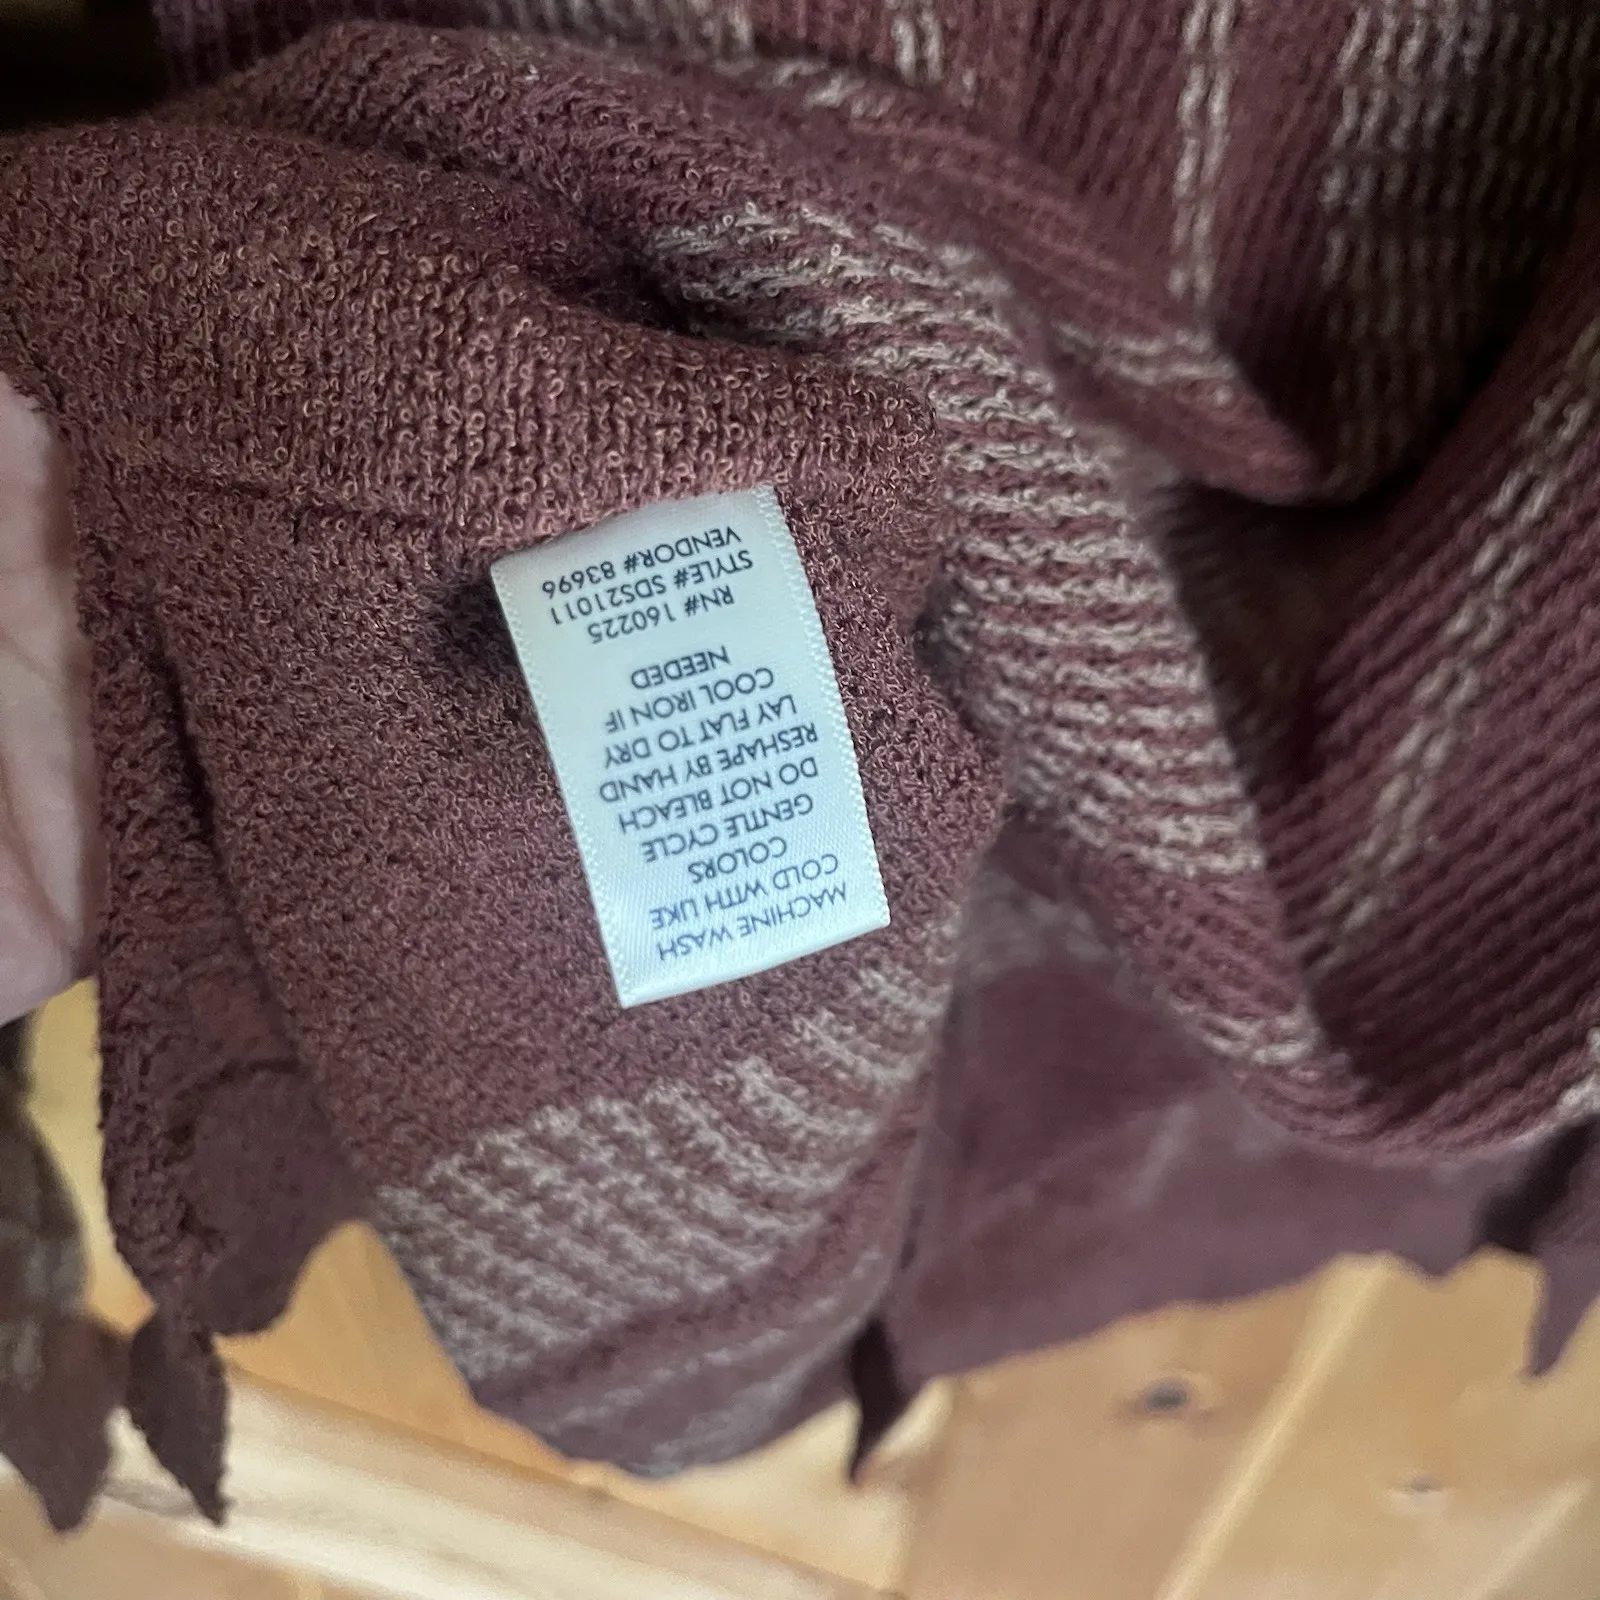 MACHINE WASH
COLD WITH LIKE
COLORS
GENTLE CYCLE
DO NOT BLEACH
RESHAPE BY HAND
LAY FLAT TO DRY
COOL IRON IF
NEEDED
RN# 160225
STYLE# SDS21011
VENDOR# 83696